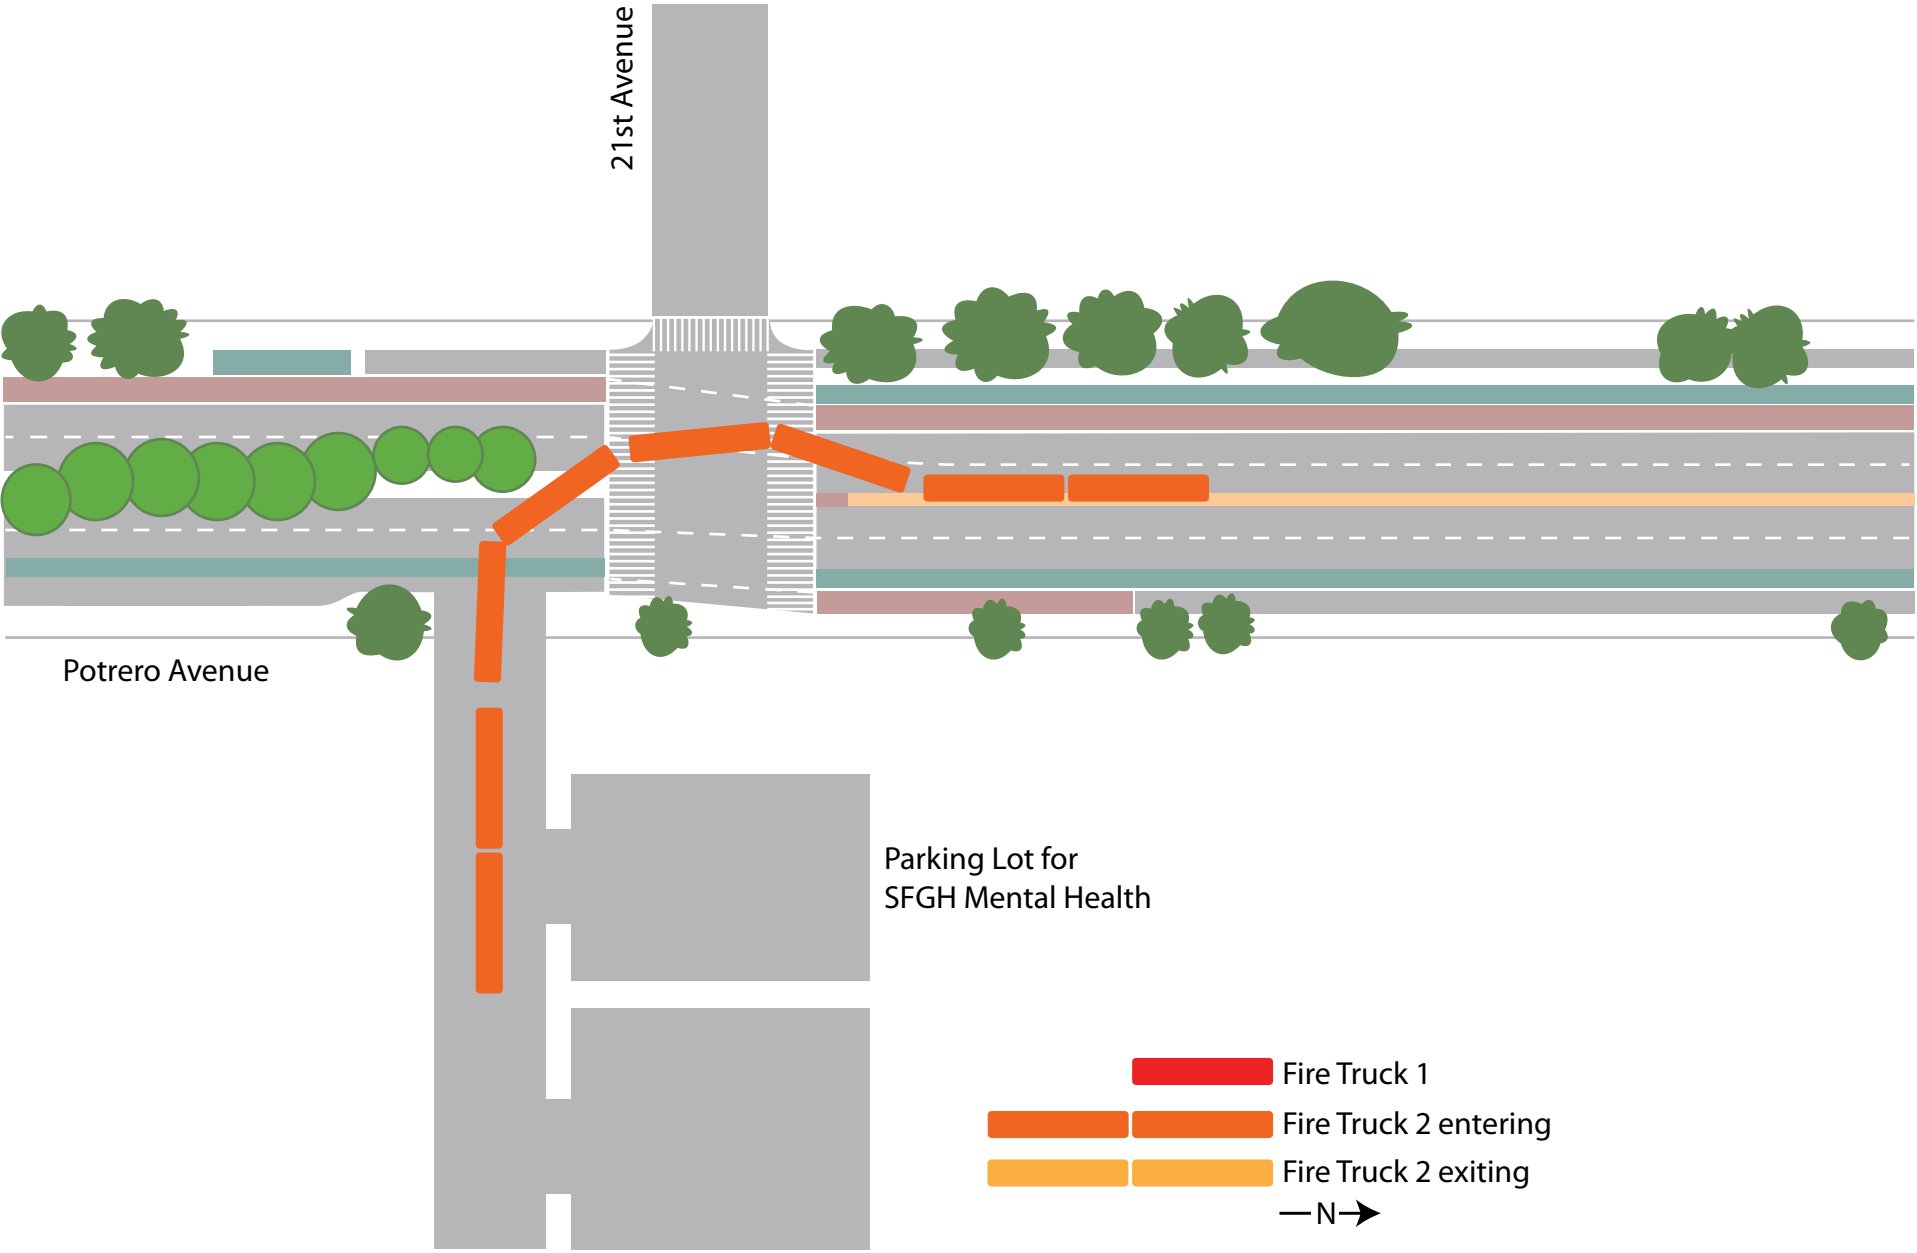 21st Avenue
Potrero Avenue
Parking Lot for
SFGH Mental Health
Fire Truck 1
Fire Truck 2 entering
Fire Truck 2 exiting
N